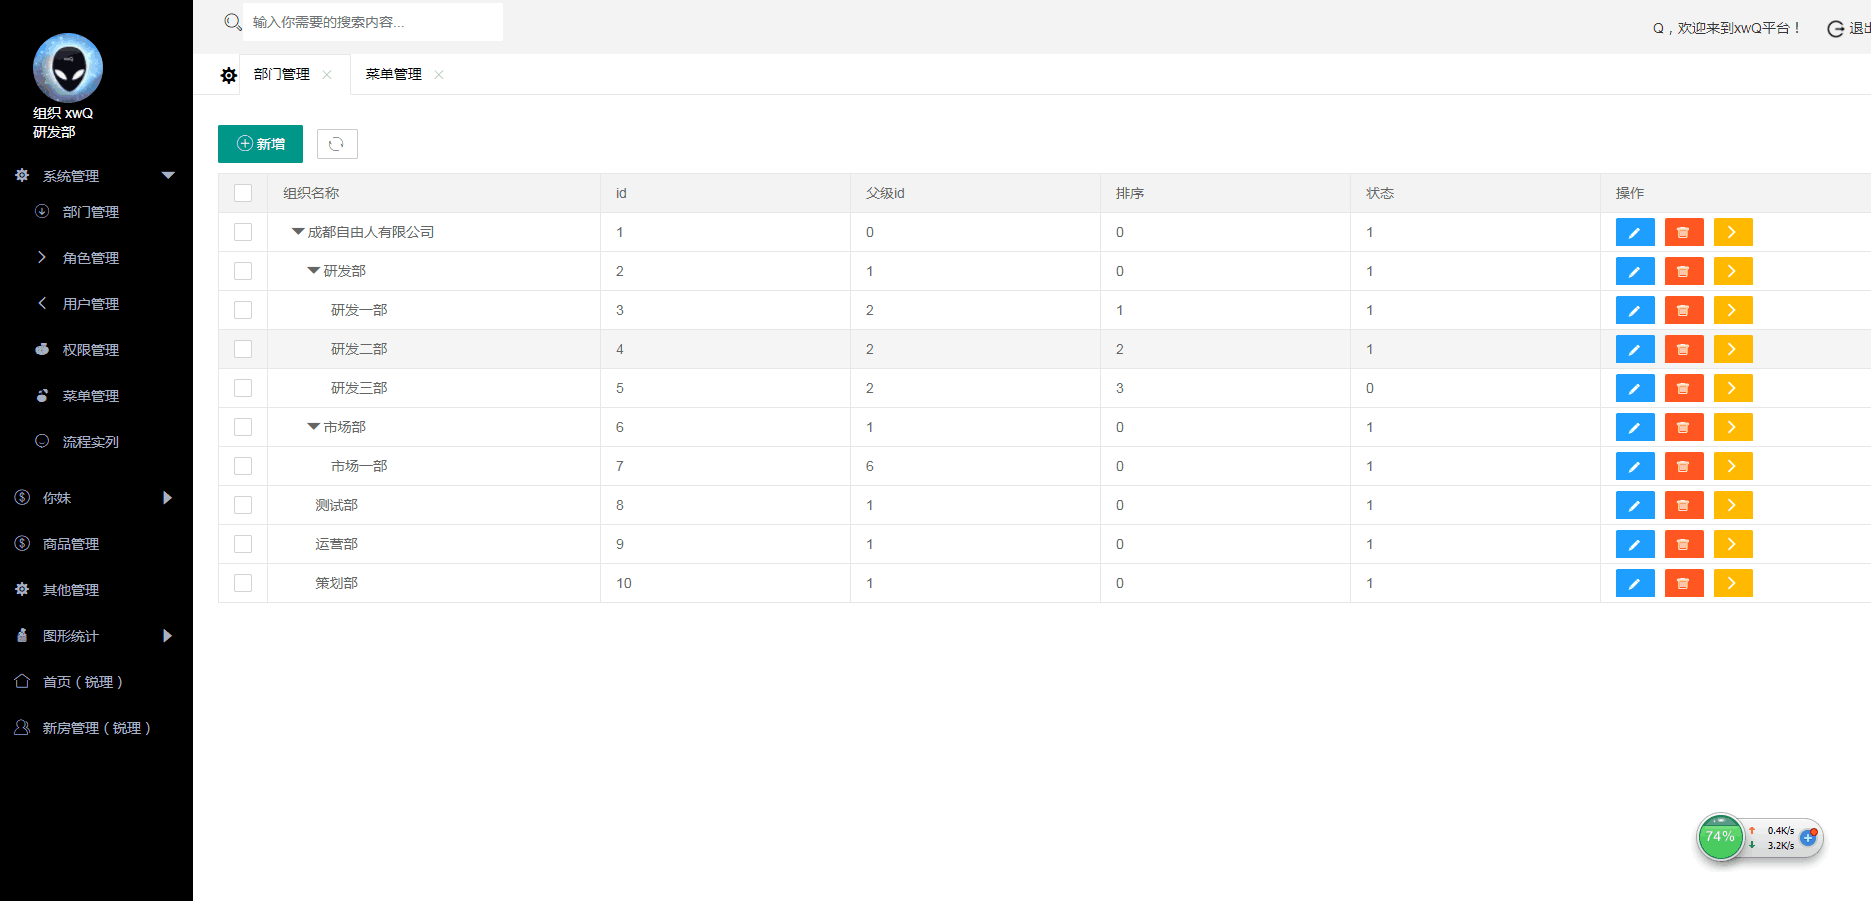 输入你需要的搜索内容...
Q，欢迎来到xwQ平台！ 退出
组织 xwQ
研发部
系统管理
部门管理
角色管理
用户管理
权限管理
菜单管理
流程实列
你妹
商品管理
其他管理
图形统计
首页（锐理）
新房管理（锐理）
部门管理 菜单管理
新增
组织名称 id 父级id 排序 状态 操作
成都自由人有限公司 1 0 0 1
研发部 2 1 0 1
研发一部 3 2 1 1
研发二部 4 2 2 1
研发三部 5 2 3 0
市场部 6 1 0 1
市场一部 7 6 0 1
测试部 8 1 0 1
运营部 9 1 0 1
策划部 10 1 0 1
74% 0.4K/s
3.2K/s